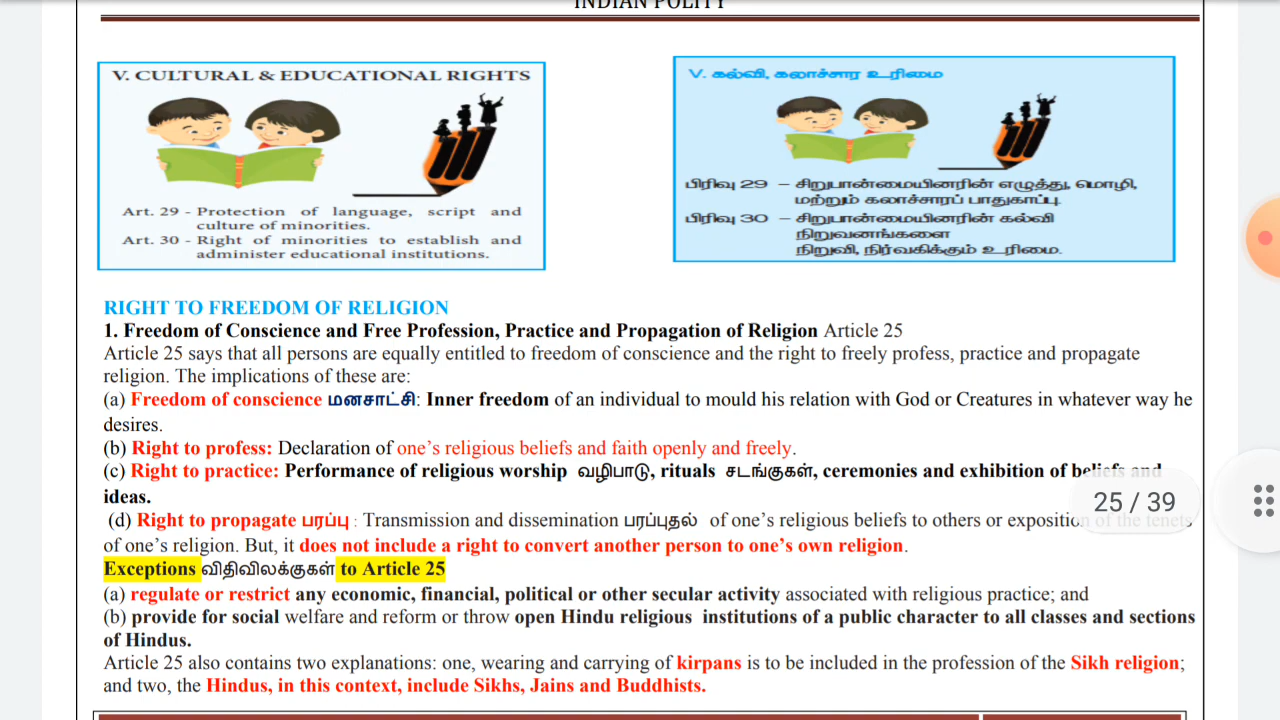 INDIAN POLITY
V. CULTURAL & EDUCATIONAL RIGHTS
Art. 29 - Protection of language, script and
culture of minorities.
Art. 30 - Right of minorities to establish and
administer educational institutions.
V. கல்வி, கலாச்சார உரிமை
பிரிவு 29 – சிறுபான்மையினரின் எழுத்து, மொழி,
மற்றும் கலாச்சாரப் பாதுகாப்பு.
பிரிவு 30 – சிறுபான்மையினரின் கல்வி
நிறுவனங்களை
நிறுவி, நிர்வகிக்கும் உரிமை.
RIGHT TO FREEDOM OF RELIGION
1. Freedom of Conscience and Free Profession, Practice and Propagation of Religion Article 25
Article 25 says that all persons are equally entitled to freedom of conscience and the right to freely profess, practice and propagate
religion. The implications of these are:
(a) Freedom of conscience மனசாட்சி: Inner freedom of an individual to mould his relation with God or Creatures in whatever way he
desires.
(b) Right to profess: Declaration of one's religious beliefs and faith openly and freely.
(c) Right to practice: Performance of religious worship வழிபாடு, rituals சடங்குகள், ceremonies and exhibition of beliefs and
ideas.
(d) Right to propagate பரப்பு : Transmission and dissemination பரப்புதல் of one's religious beliefs to others or exposition of the tenets
of one's religion. But, it does not include a right to convert another person to one's own religion.
Exceptions விதிவிலக்குகள் to Article 25
(a) regulate or restrict any economic, financial, political or other secular activity associated with religious practice; and
(b) provide for social welfare and reform or throw open Hindu religious institutions of a public character to all classes and sections
of Hindus.
Article 25 also contains two explanations: one, wearing and carrying of kirpans is to be included in the profession of the Sikh religion;
and two, the Hindus, in this context, include Sikhs, Jains and Buddhists.
25 / 39